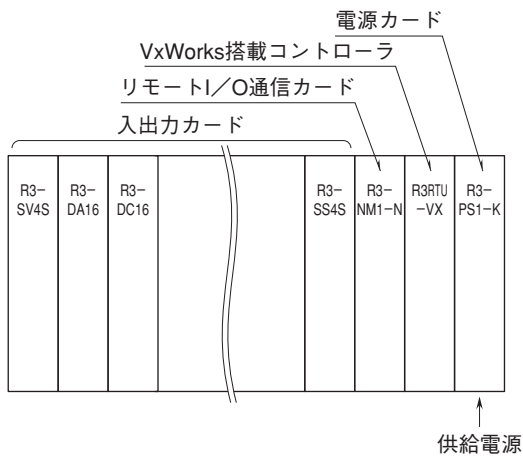 電源カード
VxWorks搭載コントローラ
リモートI／O通信カード
入出力カード
R3－
SV4S
R3－
DA16
R3－
DC16
R3－
SS4S
R3－
NM1－N
R3RTU
－VX
R3－
PS1－K
供給電源